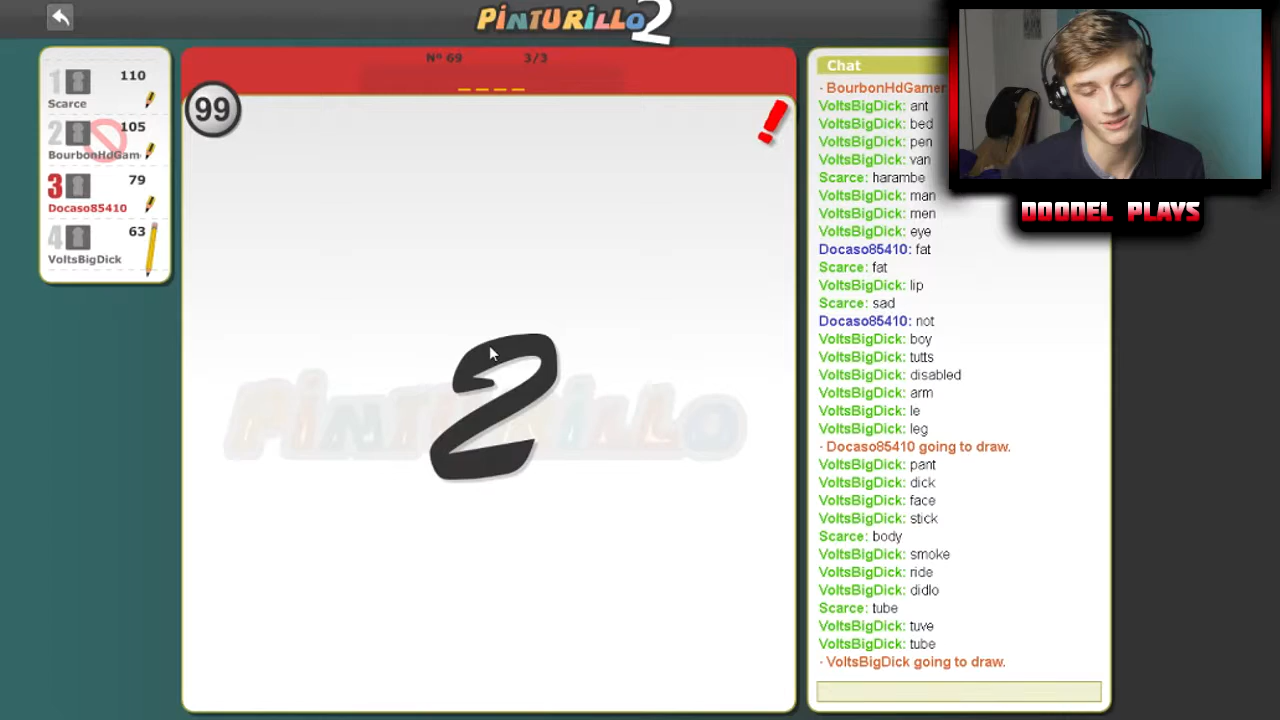 PINTURILLO 2
1 110
Scarce
2 105
BourbonHdGam
3 79
Docaso85410
4 63
VoltsBigDick
Nº 69 3/3
_ _ _ _
99
!
PINTURILLO
2
Chat
· BourbonHdGamer
VoltsBigDick: ant
VoltsBigDick: bed
VoltsBigDick: pen
VoltsBigDick: van
Scarce: harambe
VoltsBigDick: man
VoltsBigDick: men
VoltsBigDick: eye
Docaso85410: fat
Scarce: fat
VoltsBigDick: lip
Scarce: sad
Docaso85410: not
VoltsBigDick: boy
VoltsBigDick: tutts
VoltsBigDick: disabled
VoltsBigDick: arm
VoltsBigDick: le
VoltsBigDick: leg
· Docaso85410 going to draw.
VoltsBigDick: pant
VoltsBigDick: dick
VoltsBigDick: face
VoltsBigDick: stick
Scarce: body
VoltsBigDick: smoke
VoltsBigDick: ride
VoltsBigDick: didlo
Scarce: tube
VoltsBigDick: tuve
VoltsBigDick: tube
· VoltsBigDick going to draw.
DOODEL PLAYS